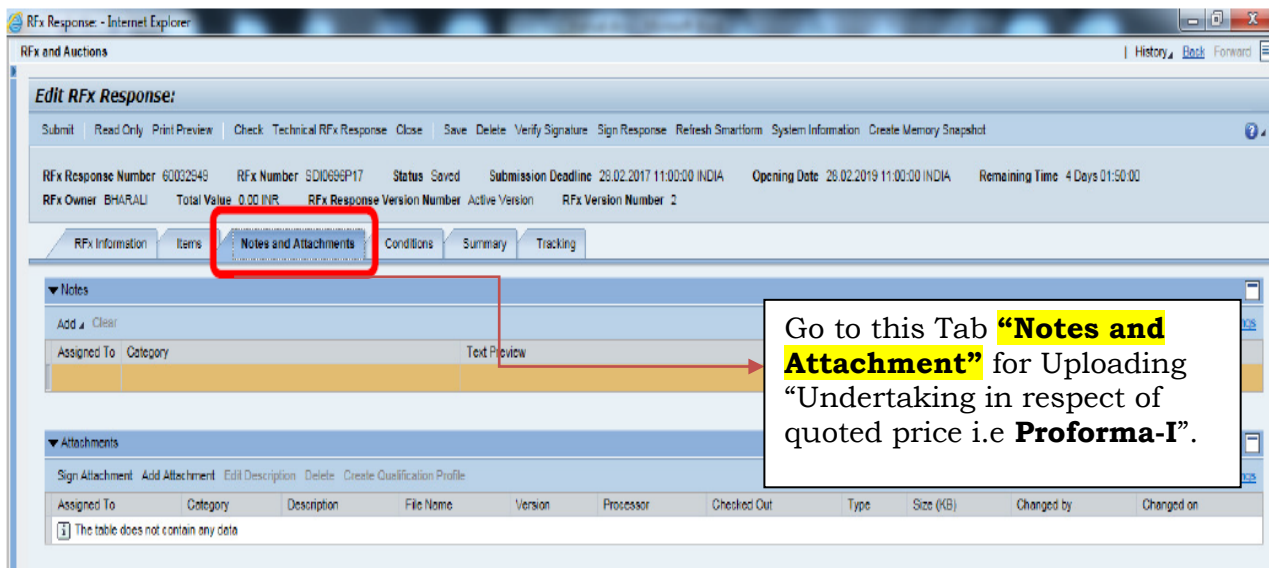 RFx Response: - Internet Explorer
RFx and Auctions
History Back Forward
Edit RFx Response:
Submit Read Only Print Preview Check Technical RFx Response Close Save Delete Verify Signature Sign Response Refresh Smartform System Information Create Memory Snapshot
RFx Response Number 60032949 RFx Number SDI0696P17 Status Saved Submission Deadline 28.02.2017 11:00:00 INDIA Opening Date 28.02.2019 11:00:00 INDIA Remaining Time 4 Days 01:50:00
RFx Owner BHARALI Total Value 0.00 INR RFx Response Version Number Active Version RFx Version Number 2
RFx Information Items Notes and Attachments Conditions Summary Tracking
Notes
Add Clear
Assigned To Category Text Preview
Go to this Tab “Notes and
Attachment” for Uploading
“Undertaking in respect of
quoted price i.e Proforma-I”.
Attachments
Sign Attachment Add Attachment Edit Description Delete Create Qualification Profile
Assigned To Category Description File Name Version Processor Checked Out Type Size (KB) Changed by Changed on
The table does not contain any data